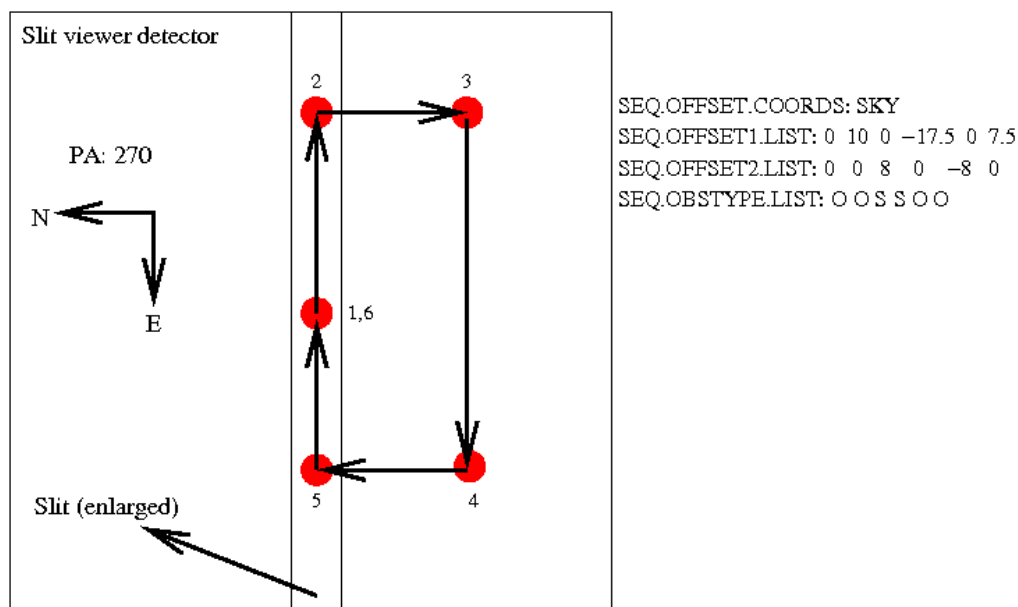 Slit viewer detector
2
3
SEQ.OFFSET.COORDS: SKY
SEQ.OFFSET1.LIST: 0 10 0 −17.5 0 7.5
SEQ.OFFSET2.LIST: 0 0 8 0 −8 0
SEQ.OBSTYPE.LIST: O O S S O O
PA: 270
N
E
1,6
Slit (enlarged)
5
4